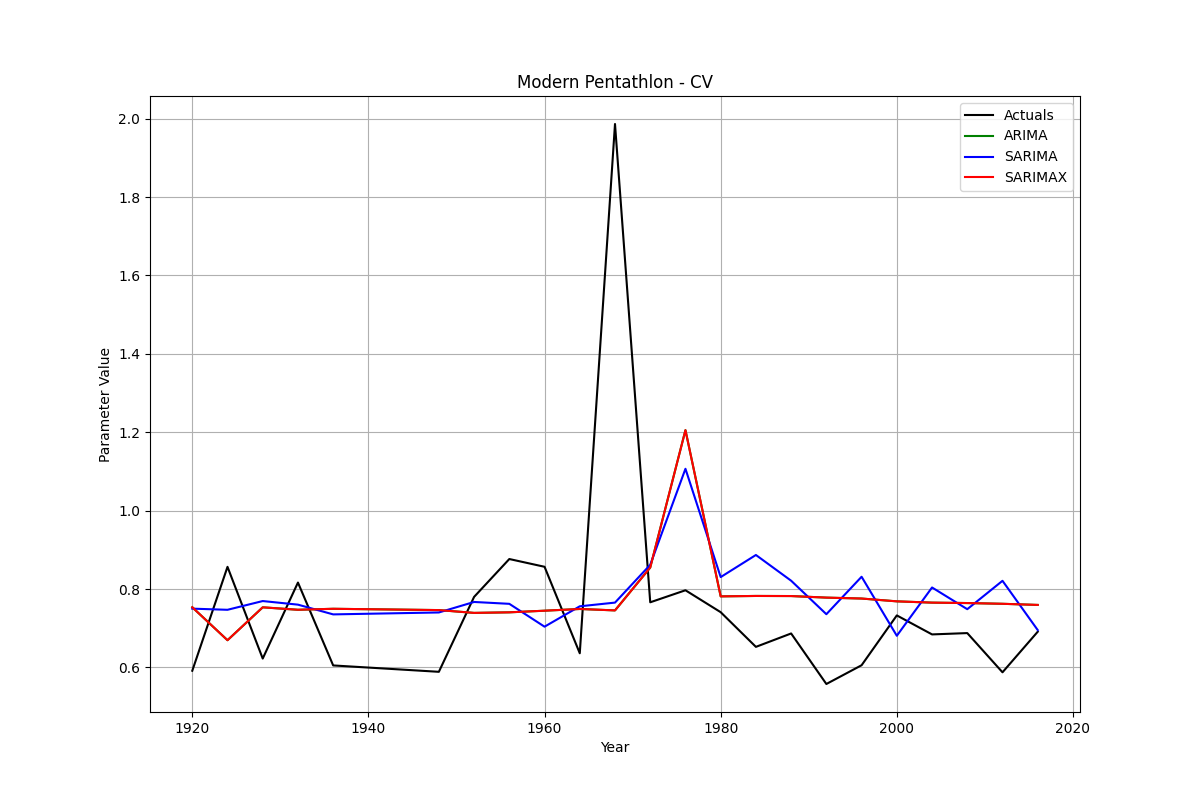 Modern Pentathlon - CV
Actuals
ARIMA
SARIMA
SARIMAX
Parameter Value
2.0
1.8
1.6
1.4
1.2
1.0
0.8
0.6
1920 1940 1960 1980 2000 2020
Year